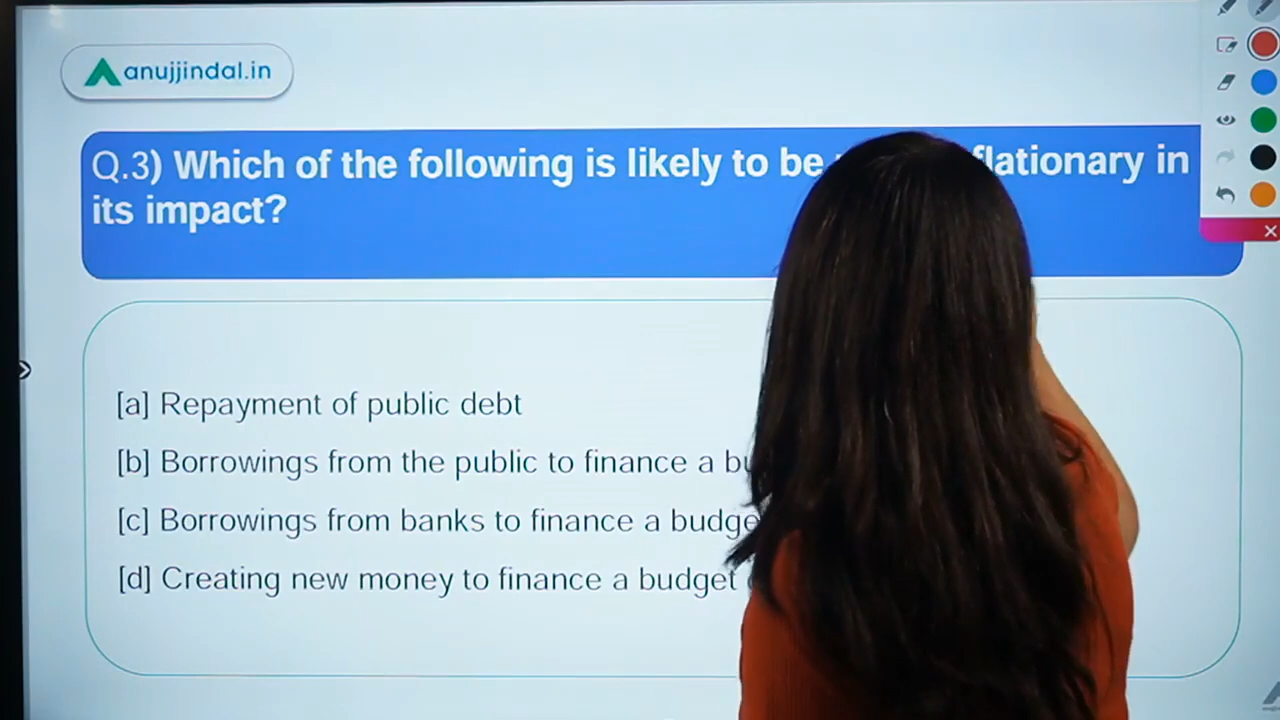 anujjindal.in
Q.3) Which of the following is likely to be flationary in
its impact?
[a] Repayment of public debt
[b] Borrowings from the public to finance a bu
[c] Borrowings from banks to finance a budge
[d] Creating new money to finance a budget